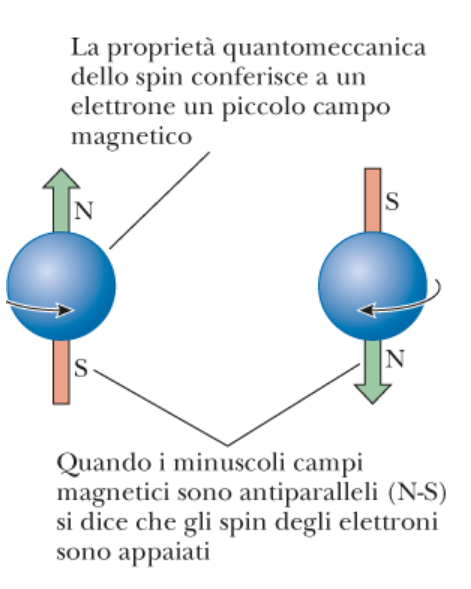 La proprietà quantomeccanica
dello spin conferisce a un
elettrone un piccolo campo
magnetico
N
S
S
N
Quando i minuscoli campi
magnetici sono antiparalleli (N-S)
si dice che gli spin degli elettroni
sono appaiati